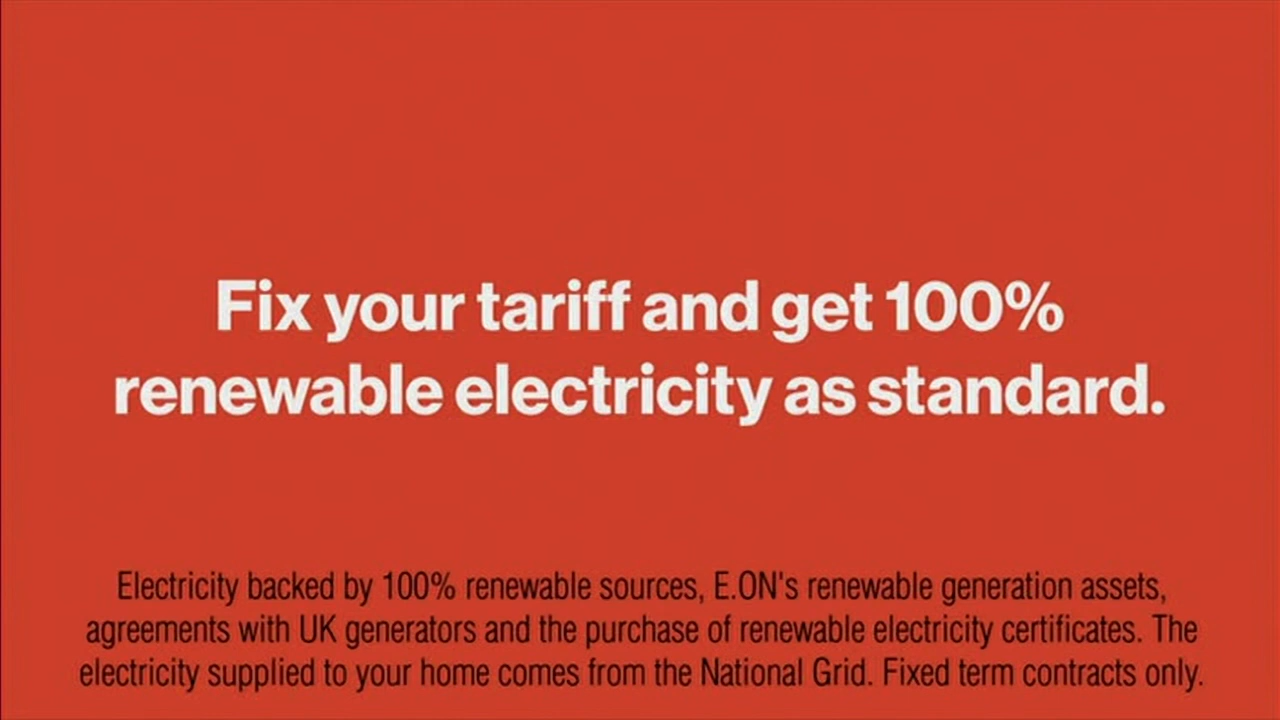 Fix your tariff and get 100%
renewable electricity as standard.
Electricity backed by 100% renewable sources, E.ON's renewable generation assets,
agreements with UK generators and the purchase of renewable electricity certificates. The
electricity supplied to your home comes from the National Grid. Fixed term contracts only.